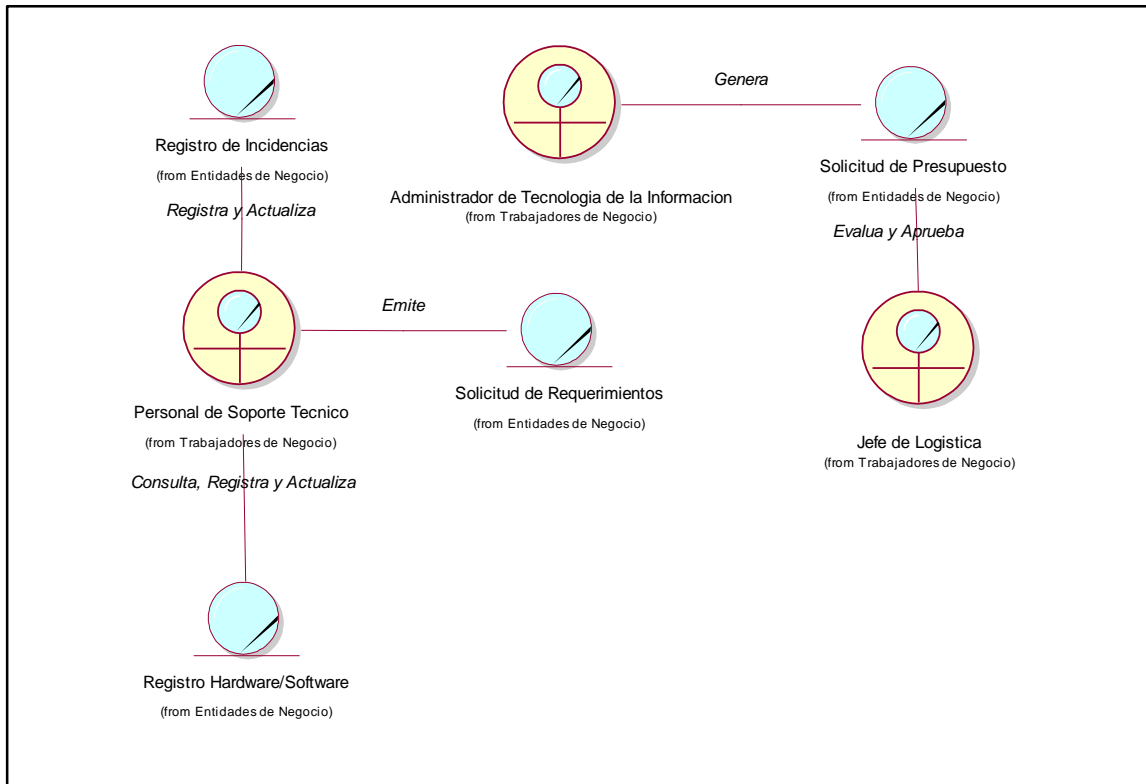 Registro de Incidencias
(from Entidades de Negocio)
Registra y Actualiza
Genera
Administrador de Tecnologia de la Informacion
(from Trabajadores de Negocio)
Solicitud de Presupuesto
(from Entidades de Negocio)
Evalua y Aprueba
Personal de Soporte Tecnico
(from Trabajadores de Negocio)
Emite
Solicitud de Requerimientos
(from Entidades de Negocio)
Jefe de Logistica
(from Trabajadores de Negocio)
Consulta, Registra y Actualiza
Registro Hardware/Software
(from Entidades de Negocio)